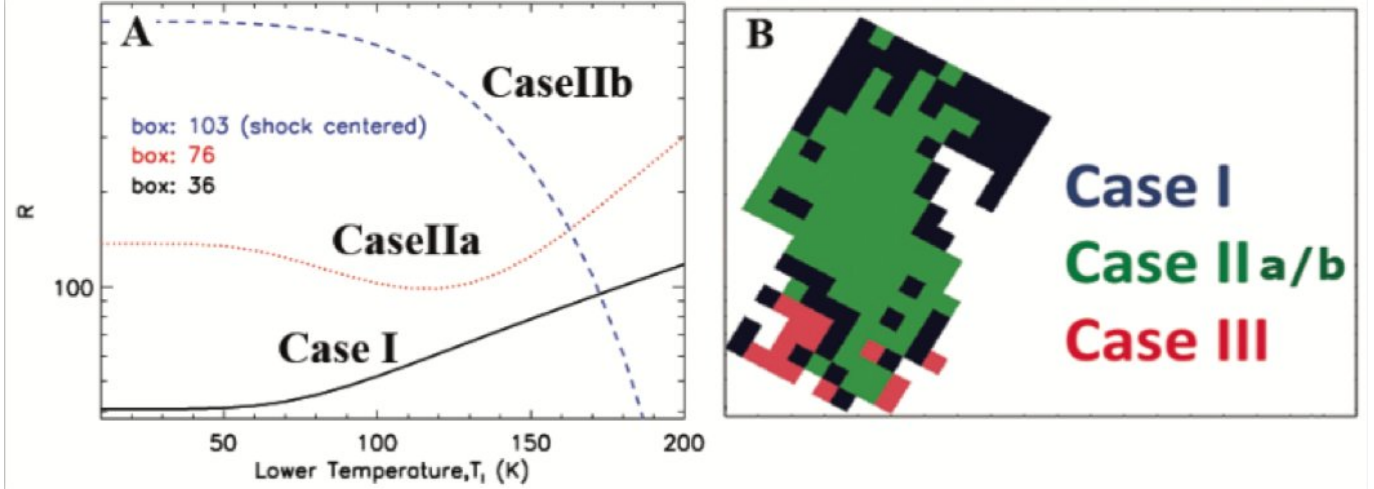 A
CaseIIb
box: 103 (shock centered)
box: 76
box: 36
CaseIIa
Case I
R
100
50 100 150 200
Lower Temperature,T₁ (K)
B
Case I
Case II a/b
Case III